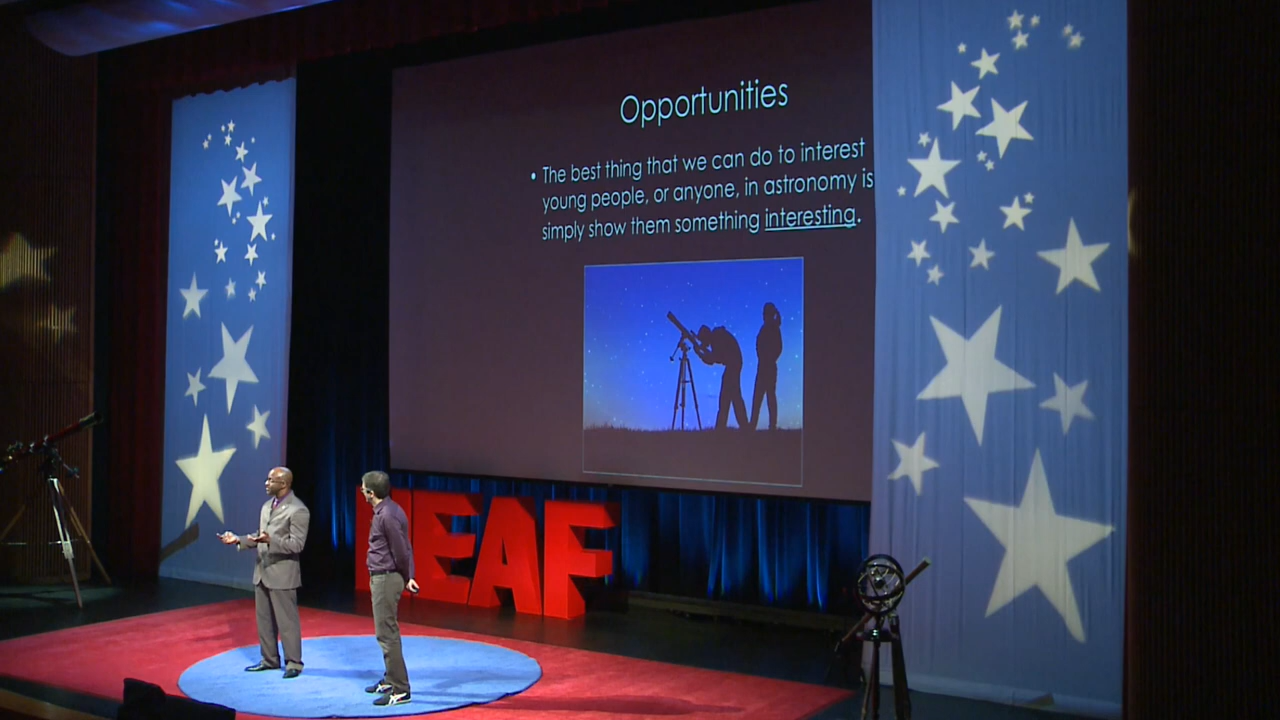 Opportunities
• The best thing that we can do to interest
young people, or anyone, in astronomy is
simply show them something interesting.
EAF